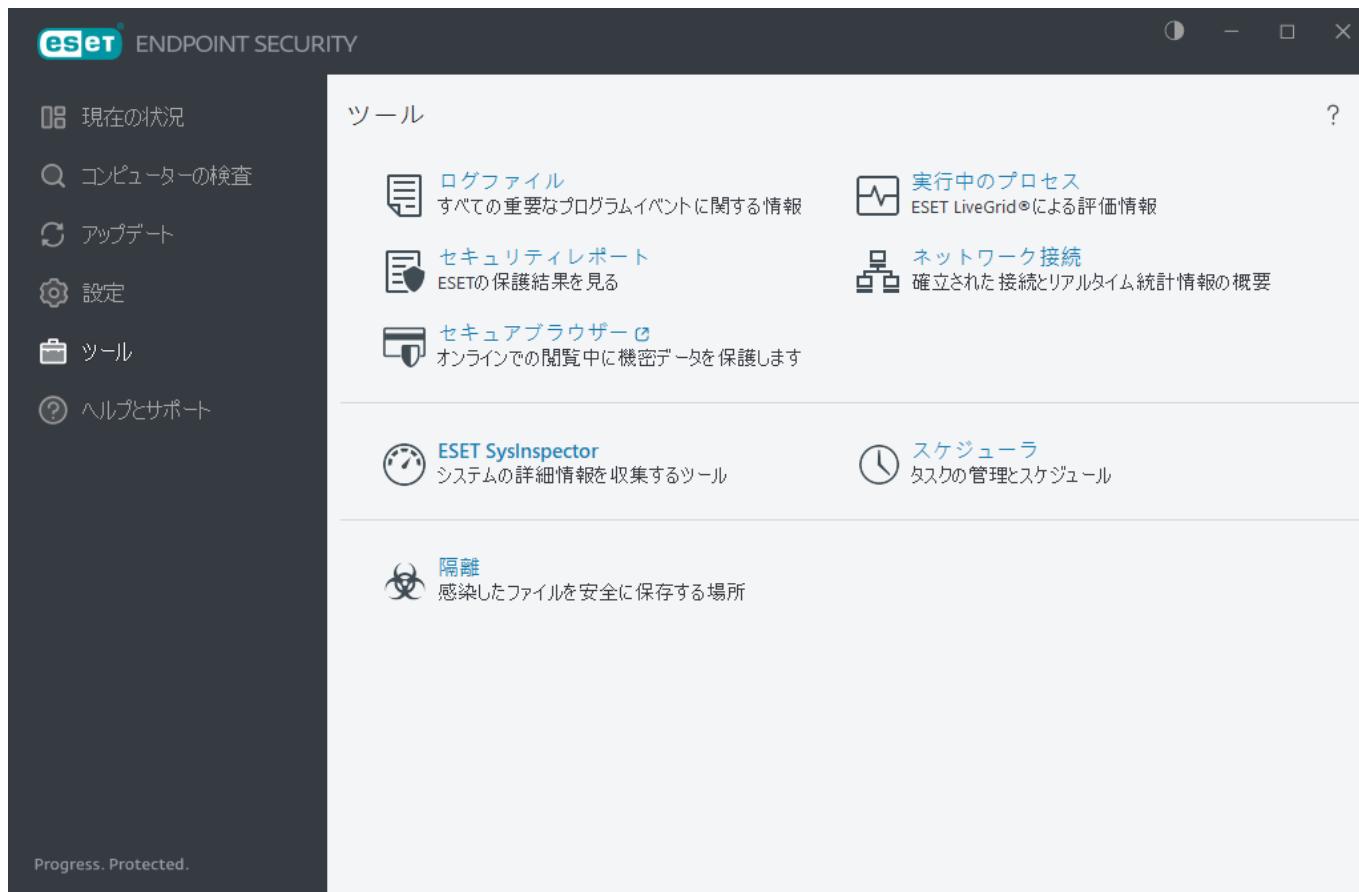 eset ENDPOINT SECURITY
現在の状況
コンピューターの検査
アップデート
設定
ツール
ヘルプとサポート
Progress. Protected.
ツール
?
ログファイル
すべての重要なプログラムイベントに関する情報
実行中のプロセス
ESET LiveGrid®による評価情報
セキュリティレポート
ESETの保護結果を見る
ネットワーク接続
確立された接続とリアルタイム統計情報の概要
セキュアブラウザー
オンラインでの閲覧中に機密データを保護します
ESET SysInspector
システムの詳細情報を収集するツール
スケジューラ
タスクの管理とスケジュール
隔離
感染したファイルを安全に保存する場所